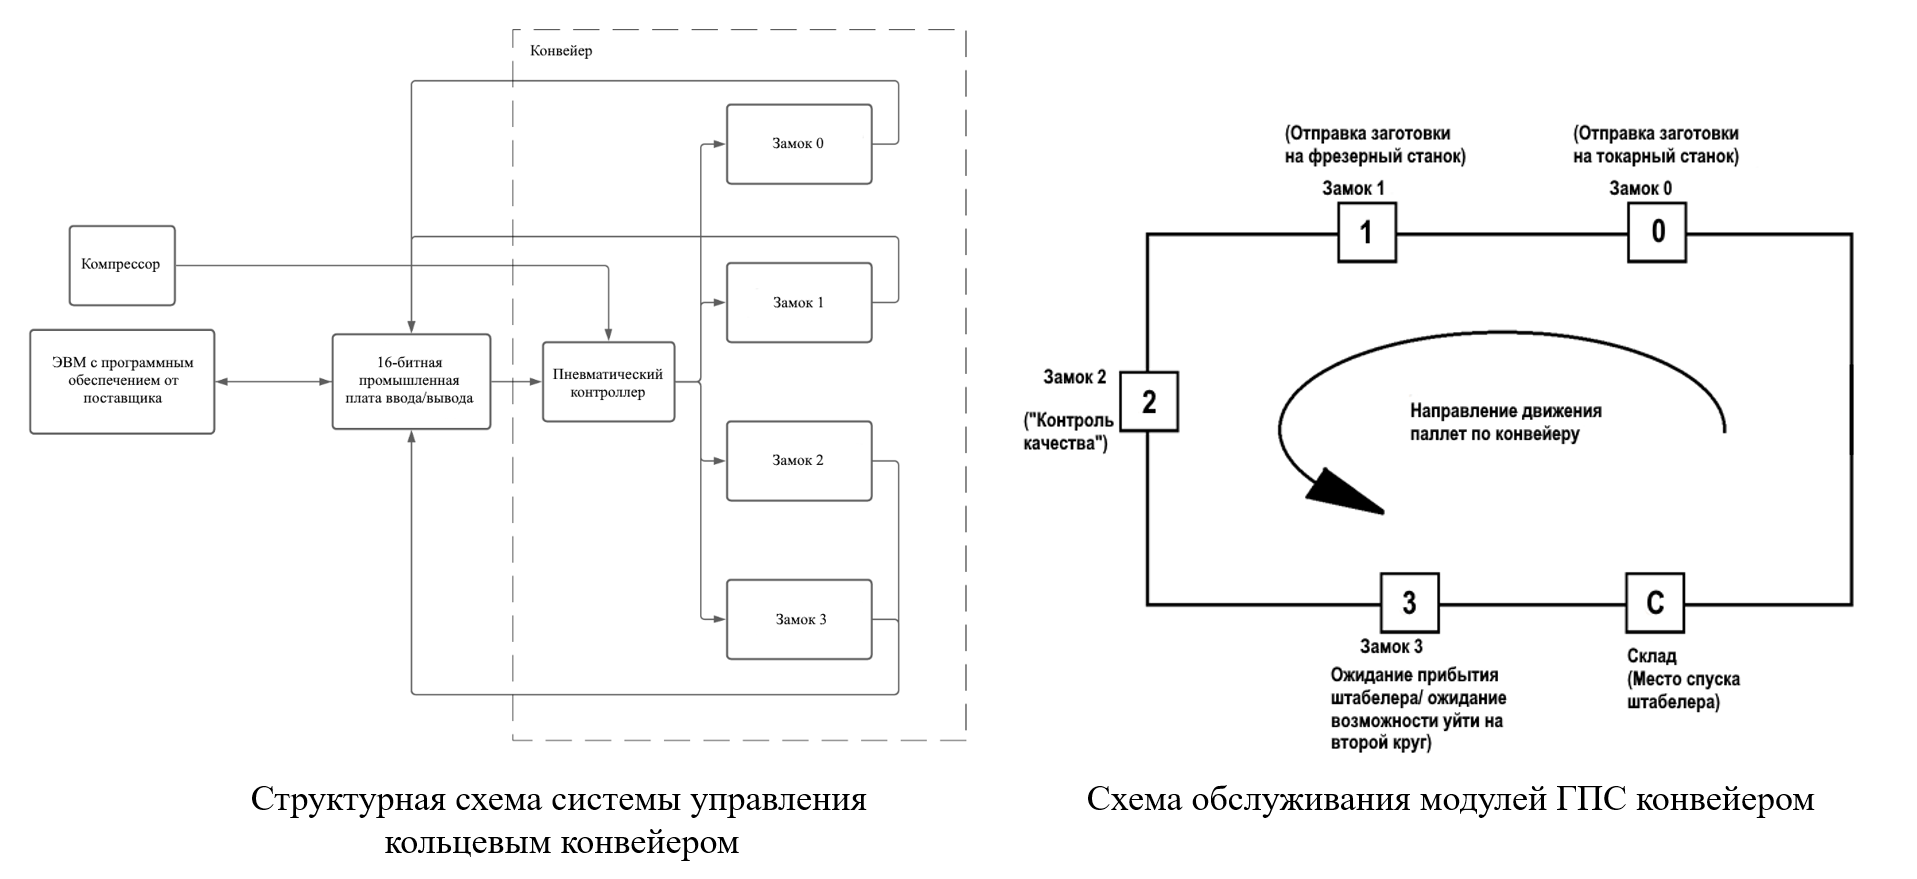 Конвейер
Замок 0
Компрессор
Замок 1
ЭВМ с программным
обеспечением от
поставщика
16-битная
промышленная
плата ввода/вывода
Пневматический
контроллер
Замок 2
Замок 3
Структурная схема системы управления
кольцевым конвейером
(Отправка заготовки
на фрезерный станок)
Замок 1
1
(Отправка заготовки
на токарный станок)
Замок 0
0
Замок 2
2
("Контроль
качества")
Направление движения
паллет по конвейеру
3
Замок 3
Ожидание прибытия
штабелера/ ожидание
возможности уйти на
второй круг)
С
Склад
(Место спуска
штабелера)
Схема обслуживания модулей ГПС конвейером